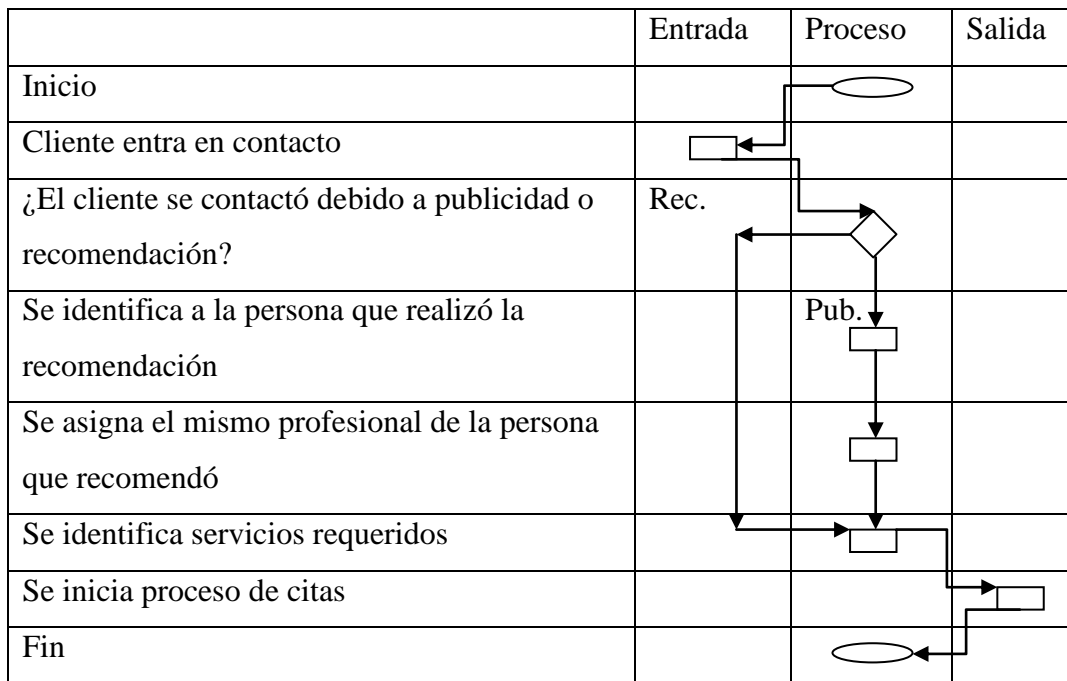 Entrada Proceso Salida
Inicio
Cliente entra en contacto
¿El cliente se contactó debido a publicidad o Rec.
recomendación?
Se identifica a la persona que realizó la Pub.
recomendación
Se asigna el mismo profesional de la persona
que recomendó
Se identifica servicios requeridos
Se inicia proceso de citas
Fin